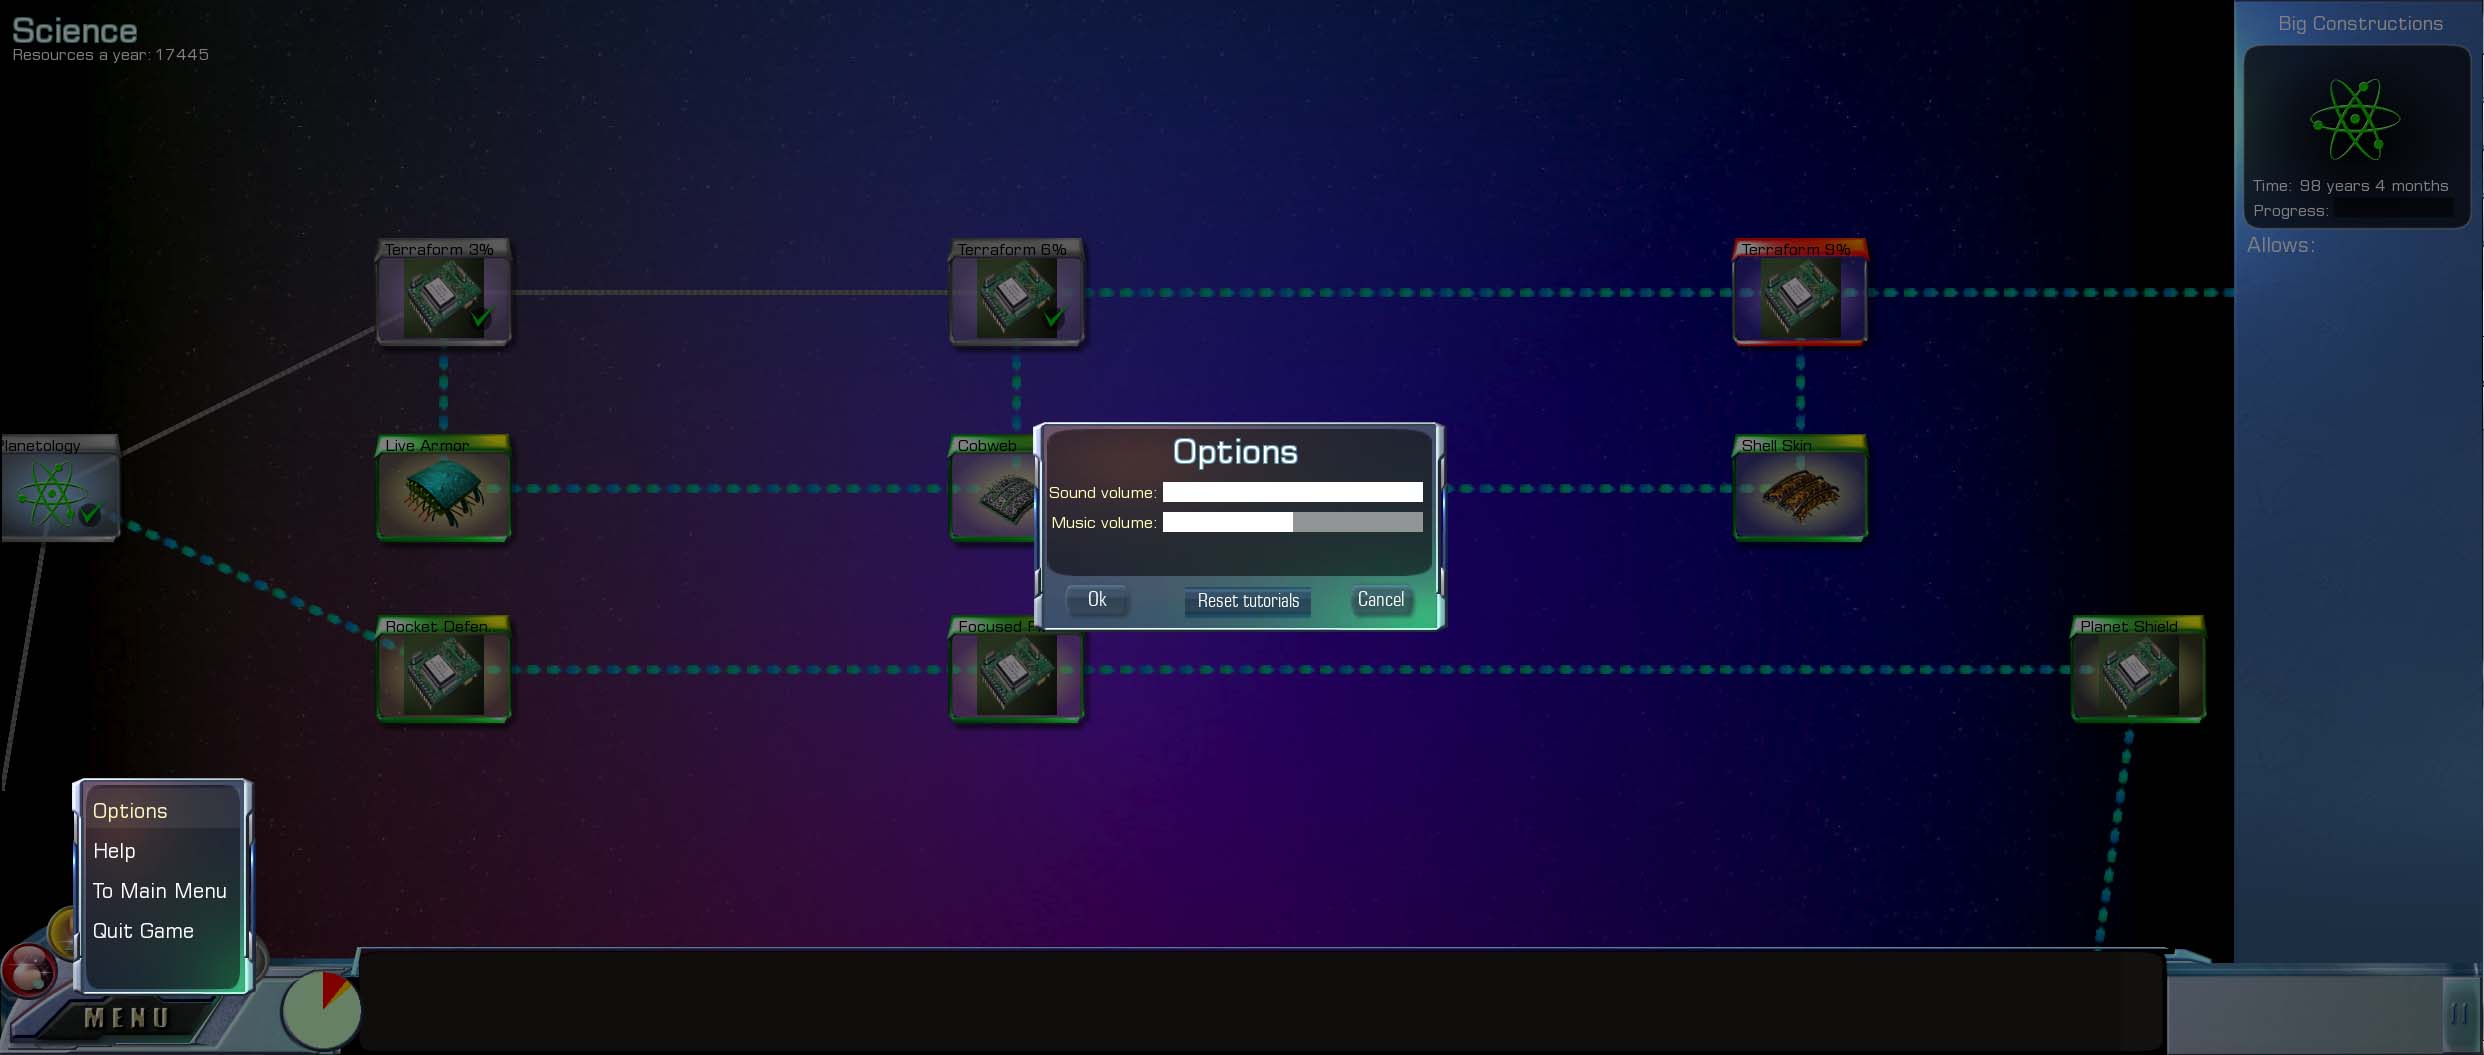 Science
Resources a year: 17445
Big Constructions
Time: 98 years 4 months
Progress:
Allows:
Terraform 3%
Terraform 6%
Terraform 9%
Planetology
Live Armor
Cobweb
Shell Skin
Options
Sound volume:
Music volume:
Ok
Reset tutorials
Cancel
Rocket Defen..
Focused
Planet Shield
Options
Help
To Main Menu
Quit Game
MENU